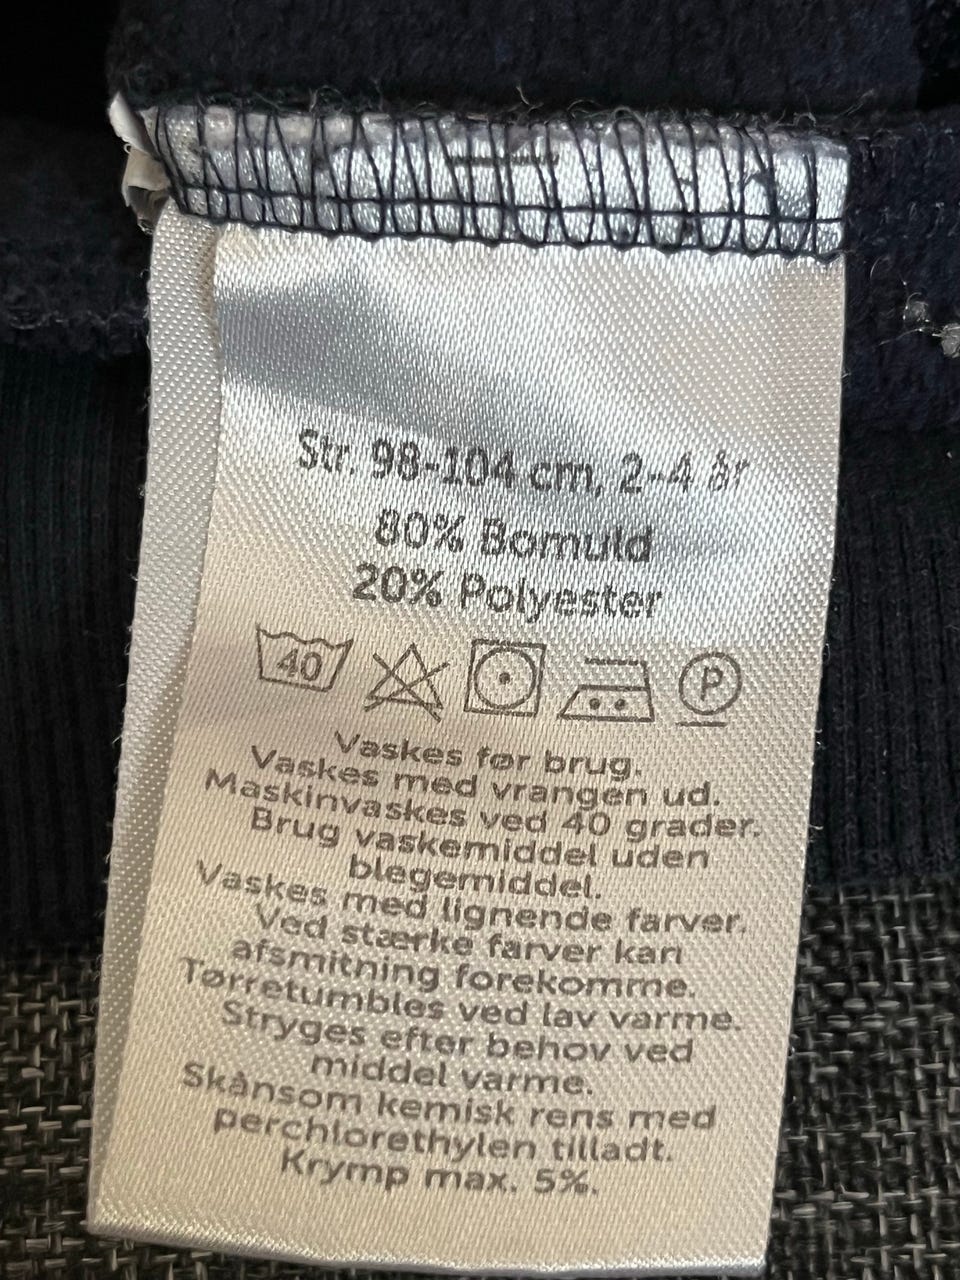 Str. 98-104 cm, 2-4 år
80% Bomuld
20% Polyester
40 P
Vaskes før brug.
Vaskes med vrangen ud.
Maskinvaskes ved 40 grader.
Brug vaskemiddel uden
blegemiddel.
Vaskes med lignende farver.
Ved stærke farver kan
afsmitning forekomme.
Tørretumbles ved lav varme.
Stryges efter behov ved
middel varme.
Skånsom kemisk rens med
perchlorethylen tilladt.
Krymp max. 5%.